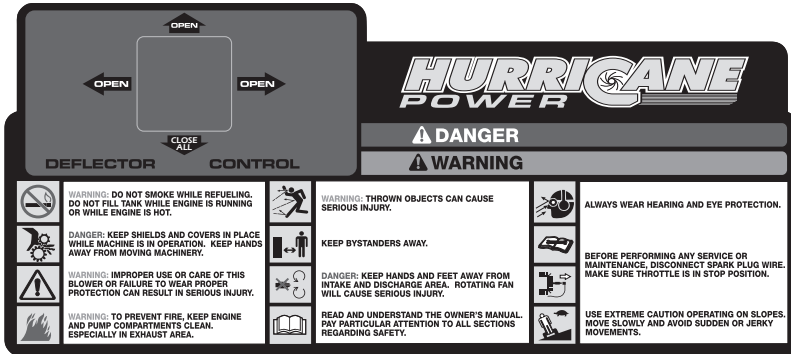 OPEN
OPEN
OPEN
CLOSE
ALL
DEFLECTOR CONTROL
HURRICANE
POWER
DANGER
WARNING
WARNING: DO NOT SMOKE WHILE REFUELING.
DO NOT FILL TANK WHILE ENGINE IS RUNNING
OR WHILE ENGINE IS HOT.
DANGER: KEEP SHIELDS AND COVERS IN PLACE
WHILE MACHINE IS IN OPERATION. KEEP HANDS
AWAY FROM MOVING MACHINERY.
WARNING: IMPROPER USE OR CARE OF THIS
BLOWER OR FAILURE TO WEAR PROPER
PROTECTION CAN RESULT IN SERIOUS INJURY.
WARNING: TO PREVENT FIRE, KEEP ENGINE
AND PUMP COMPARTMENTS CLEAN.
ESPECIALLY IN EXHAUST AREA.
WARNING: THROWN OBJECTS CAN CAUSE
SERIOUS INJURY.
KEEP BYSTANDERS AWAY.
DANGER: KEEP HANDS AND FEET AWAY FROM
INTAKE AND DISCHARGE AREA. ROTATING FAN
WILL CAUSE SERIOUS INJURY.
READ AND UNDERSTAND THE OWNER'S MANUAL.
PAY PARTICULAR ATTENTION TO ALL SECTIONS
REGARDING SAFETY.
ALWAYS WEAR HEARING AND EYE PROTECTION.
BEFORE PERFORMING ANY SERVICE OR
MAINTENANCE, DISCONNECT SPARK PLUG WIRE.
MAKE SURE THROTTLE IS IN STOP POSITION.
USE EXTREME CAUTION OPERATING ON SLOPES.
MOVE SLOWLY AND AVOID SUDDEN OR JERKY
MOVEMENTS.